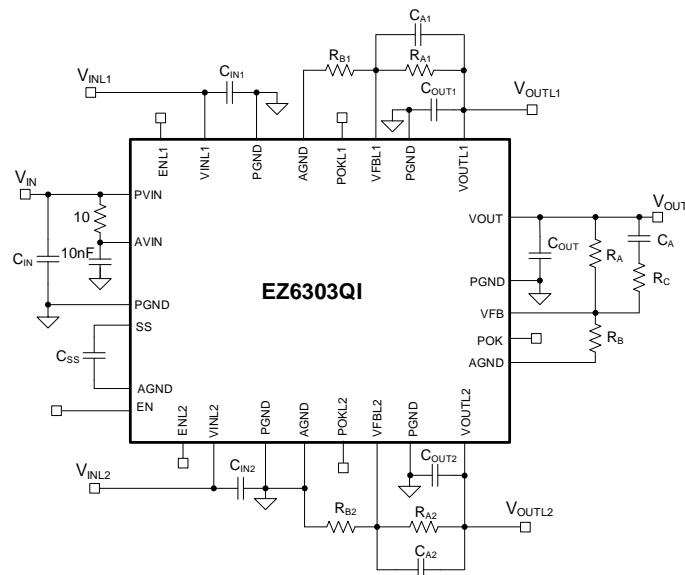 CA1
RB1
RA1
VINL1
CIN1
COUT1
VOUTL1
ENL1
VINL1
PGND
AGND
POKL1
VFBL1
PGND
VOUTL1
VIN
PVIN
10
AVIN
CIN
10nF
PGND
SS
CSS
AGND
EN
EZ6303QI
VOUT
VOUT
COUT
RA
CA
RC
PGND
VFB
POK
RB
AGND
ENL2
VINL2
PGND
AGND
POKL2
VFBL2
PGND
VOUTL2
VINL2
CIN2
COUT2
RB2
RA2
VOUTL2
CA2